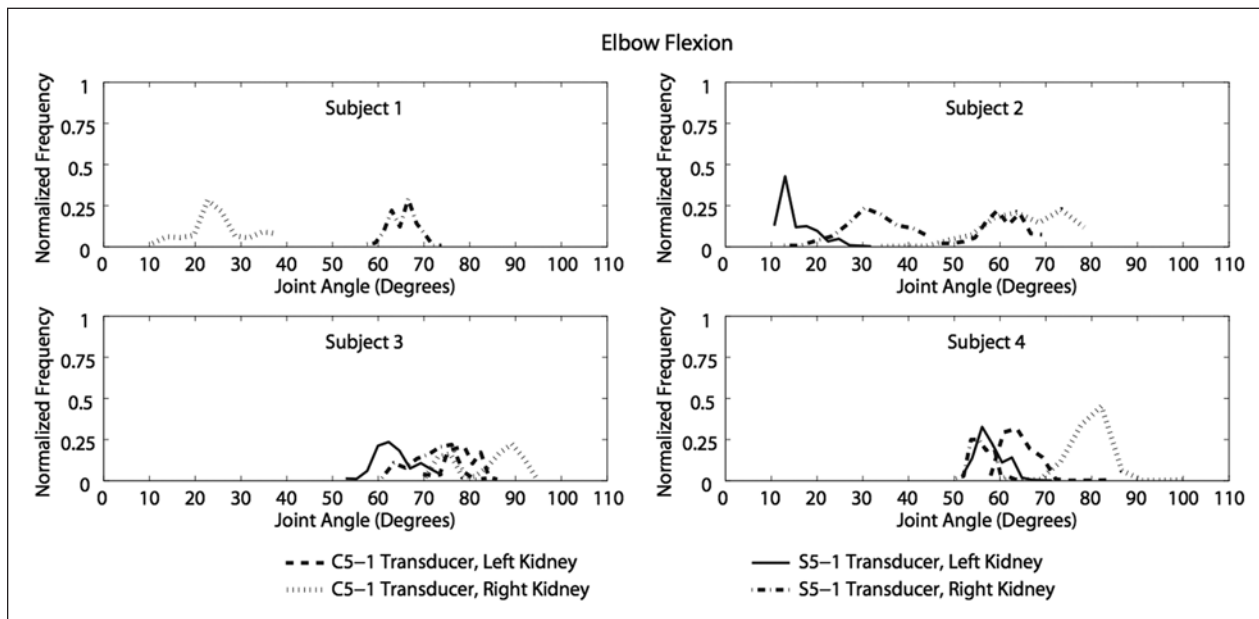 Elbow Flexion
Normalized Frequency
1
0.75
0.5
0.25
0
Subject 1
0 10 20 30 40 50 60 70 80 90 100 110
Joint Angle (Degrees)
Normalized Frequency
1
0.75
0.5
0.25
0
Subject 2
0 10 20 30 40 50 60 70 80 90 100 110
Joint Angle (Degrees)
Normalized Frequency
1
0.75
0.5
0.25
0
Subject 3
0 10 20 30 40 50 60 70 80 90 100 110
Joint Angle (Degrees)
Normalized Frequency
1
0.75
0.5
0.25
0
Subject 4
0 10 20 30 40 50 60 70 80 90 100 110
Joint Angle (Degrees)
C5–1 Transducer, Left Kidney
C5–1 Transducer, Right Kidney
S5–1 Transducer, Left Kidney
S5–1 Transducer, Right Kidney